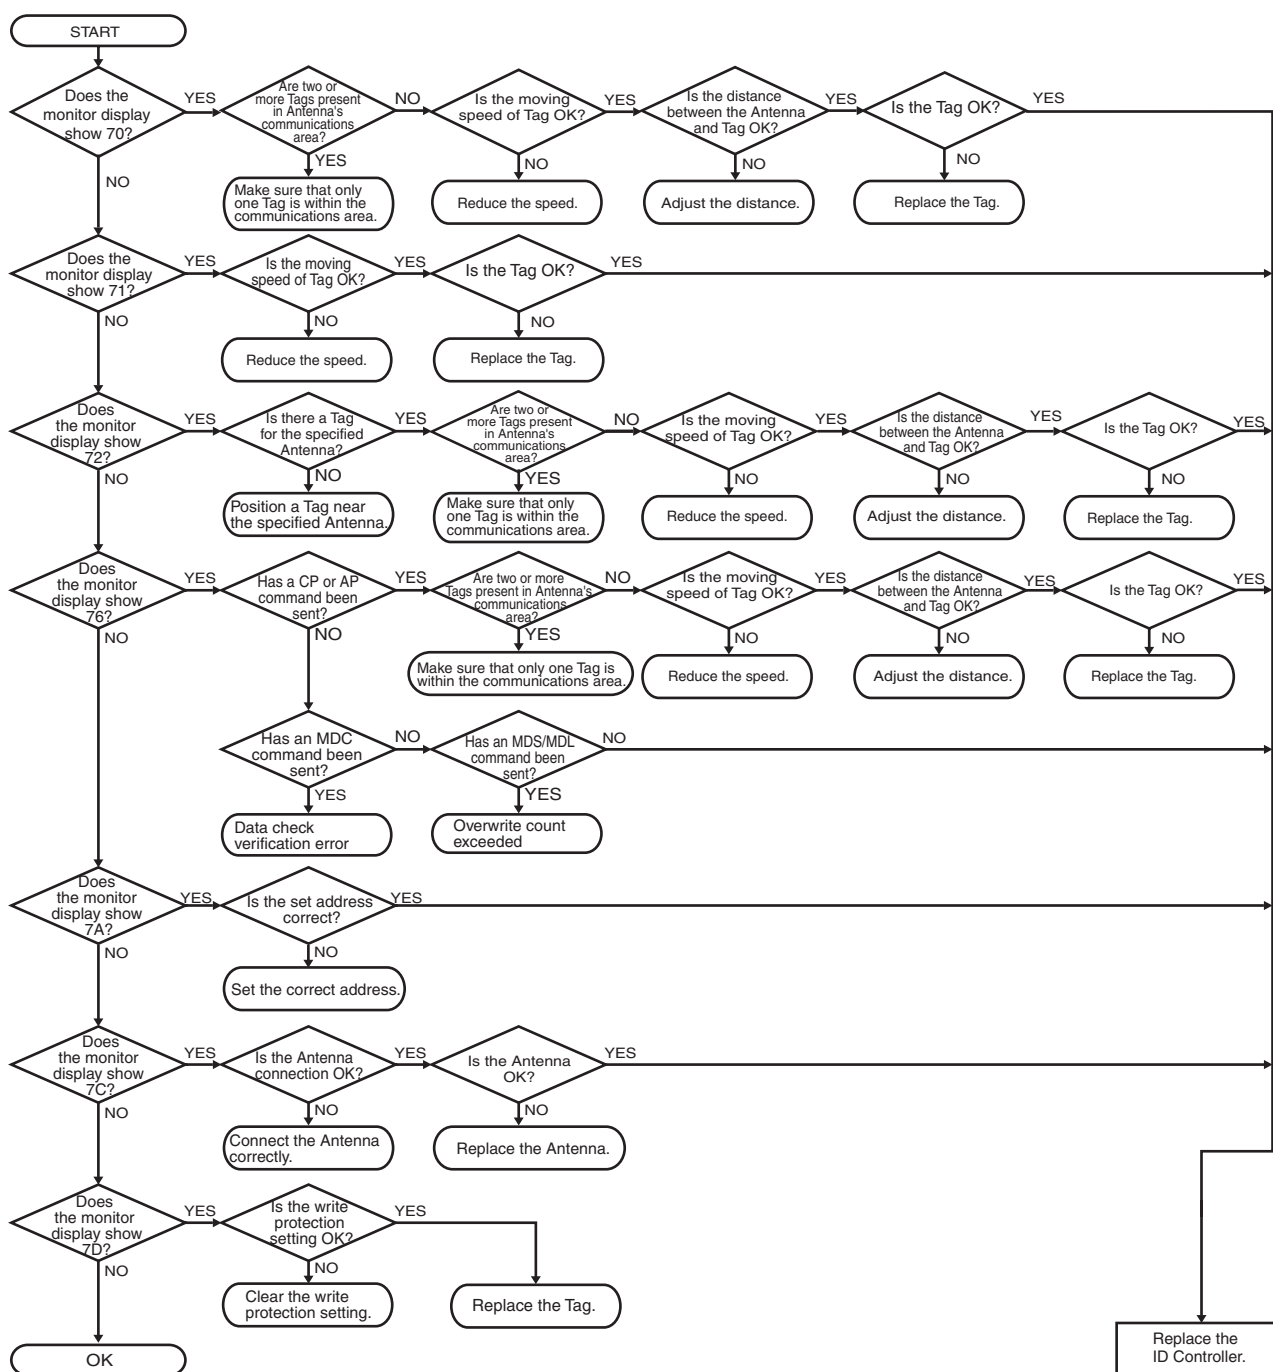 START
Does the
monitor display
show 70?
YES
Are two or
more Tags present
in Antenna's
communications
area?
NO
Is the moving
speed of Tag OK?
YES
Is the distance
between the Antenna
and Tag OK?
YES
Is the Tag OK?
YES
NO
YES
Make sure that only
one Tag is within the
communications area.
NO
Reduce the speed.
NO
Adjust the distance.
NO
Replace the Tag.
Does the
monitor display
show 71?
YES
Is the moving
speed of Tag OK?
YES
Is the Tag OK?
YES
NO
NO
Reduce the speed.
NO
Replace the Tag.
Does
the monitor
display show
72?
YES
Is there a Tag
for the specified
Antenna?
YES
Are two or
more Tags present
in Antenna's
communications
area?
NO
Is the moving
speed of Tag OK?
YES
Is the distance
between the Antenna
and Tag OK?
YES
Is the Tag OK?
YES
NO
NO
Position a Tag near
the specified Antenna.
YES
Make sure that only
one Tag is within the
communications area.
NO
Reduce the speed.
NO
Adjust the distance.
NO
Replace the Tag.
Does
the monitor
display show
76?
YES
Has a CP or AP
command been
sent?
YES
Are two or more
Tags present in Antenna's
communications
area?
NO
Is the moving
speed of Tag OK?
YES
Is the distance
between the Antenna
and Tag OK?
YES
Is the Tag OK?
YES
NO
NO
YES
Make sure that only one Tag is
within the communications area.
NO
Reduce the speed.
NO
Adjust the distance.
NO
Replace the Tag.
Has an MDC
command been
sent?
NO
Has an MDS/MDL
command been
sent?
NO
YES
Data check
verification error
YES
Overwrite count
exceeded
Does
the monitor
display show
7A?
YES
Is the set address
correct?
YES
NO
NO
Set the correct address.
Does
the monitor
display show
7C?
YES
Is the Antenna
connection OK?
YES
Is the Antenna
OK?
YES
NO
NO
Connect the Antenna
correctly.
NO
Replace the Antenna.
Does
the monitor
display show
7D?
YES
Is the write
protection
setting OK?
YES
NO
NO
Clear the write
protection setting.
Replace the Tag.
OK
Replace the
ID Controller.